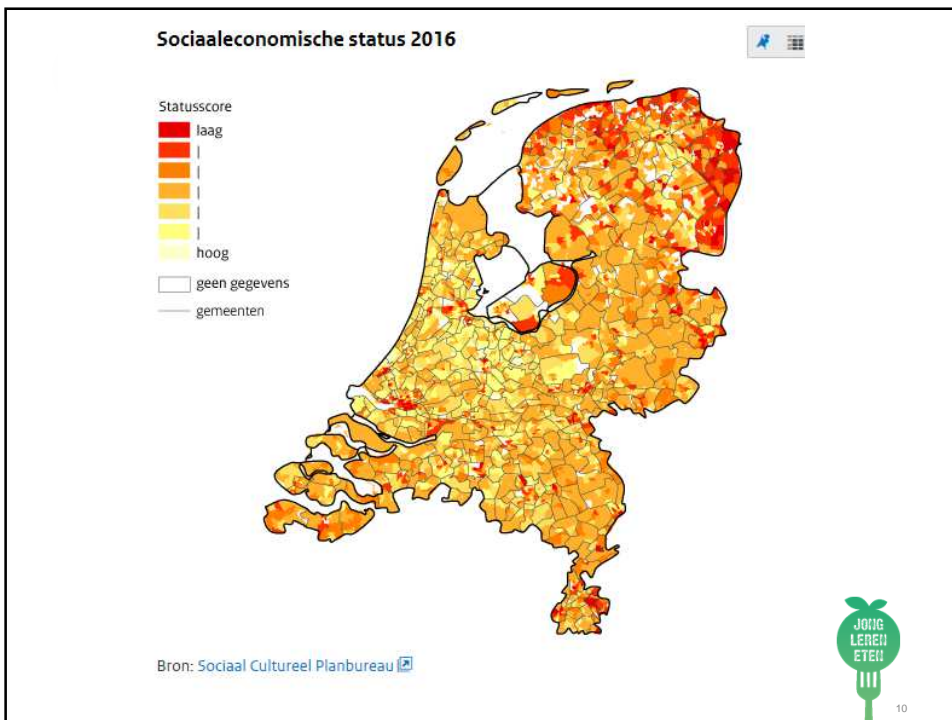 Sociaaleconomische status 2016
Statusscore
laag
|
|
|
|
|
hoog
geen gegevens
gemeenten
Bron: Sociaal Cultureel Planbureau
JONG
LEREN
ETEN
10